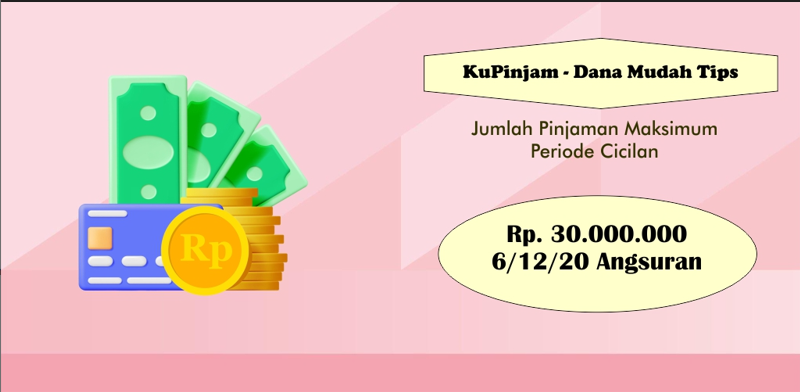 KuPinjam - Dana Mudah Tips
Jumlah Pinjaman Maksimum
Periode Cicilan
Rp. 30.000.000
6/12/20 Angsuran
Rp